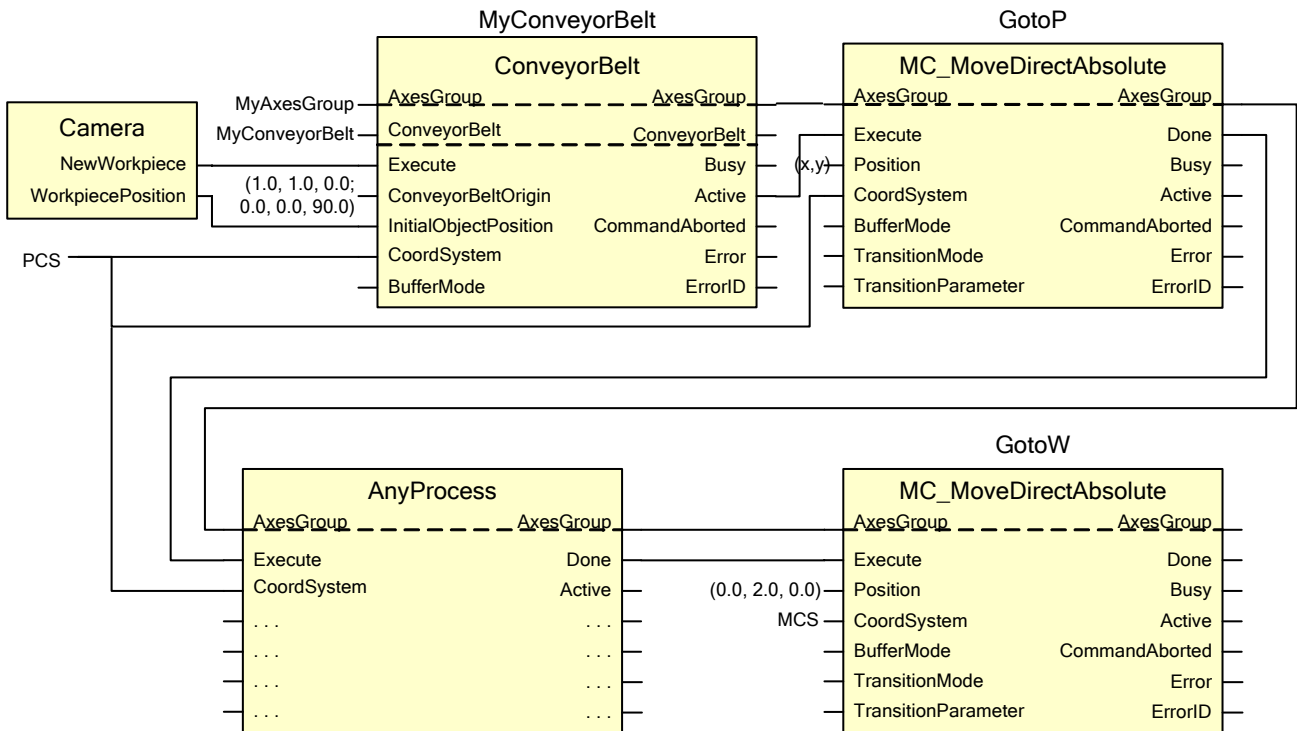 MyConveyorBelt
GotoP
ConveyorBelt
MC_MoveDirectAbsolute
MyAxesGroup AxesGroup AxesGroup
AxesGroup AxesGroup
Camera
MyConveyorBelt ConveyorBelt ConveyorBelt
Execute Done
NewWorkpiece
Execute Busy
(x,y) Position Busy
WorkpiecePosition
(1.0, 1.0, 0.0;
0.0, 0.0, 90.0)
ConveyorBeltOrigin Active
CoordSystem Active
InitialObjectPosition CommandAborted
BufferMode CommandAborted
PCS
CoordSystem Error
TransitionMode Error
BufferMode ErrorID
TransitionParameter ErrorID
GotoW
AnyProcess
MC_MoveDirectAbsolute
AxesGroup AxesGroup
AxesGroup AxesGroup
Execute Done
Execute Done
CoordSystem Active
(0.0, 2.0, 0.0) Position Busy
. . . . . .
MCS CoordSystem Active
. . . . . .
BufferMode CommandAborted
. . . . . .
TransitionMode Error
. . . . . .
TransitionParameter ErrorID